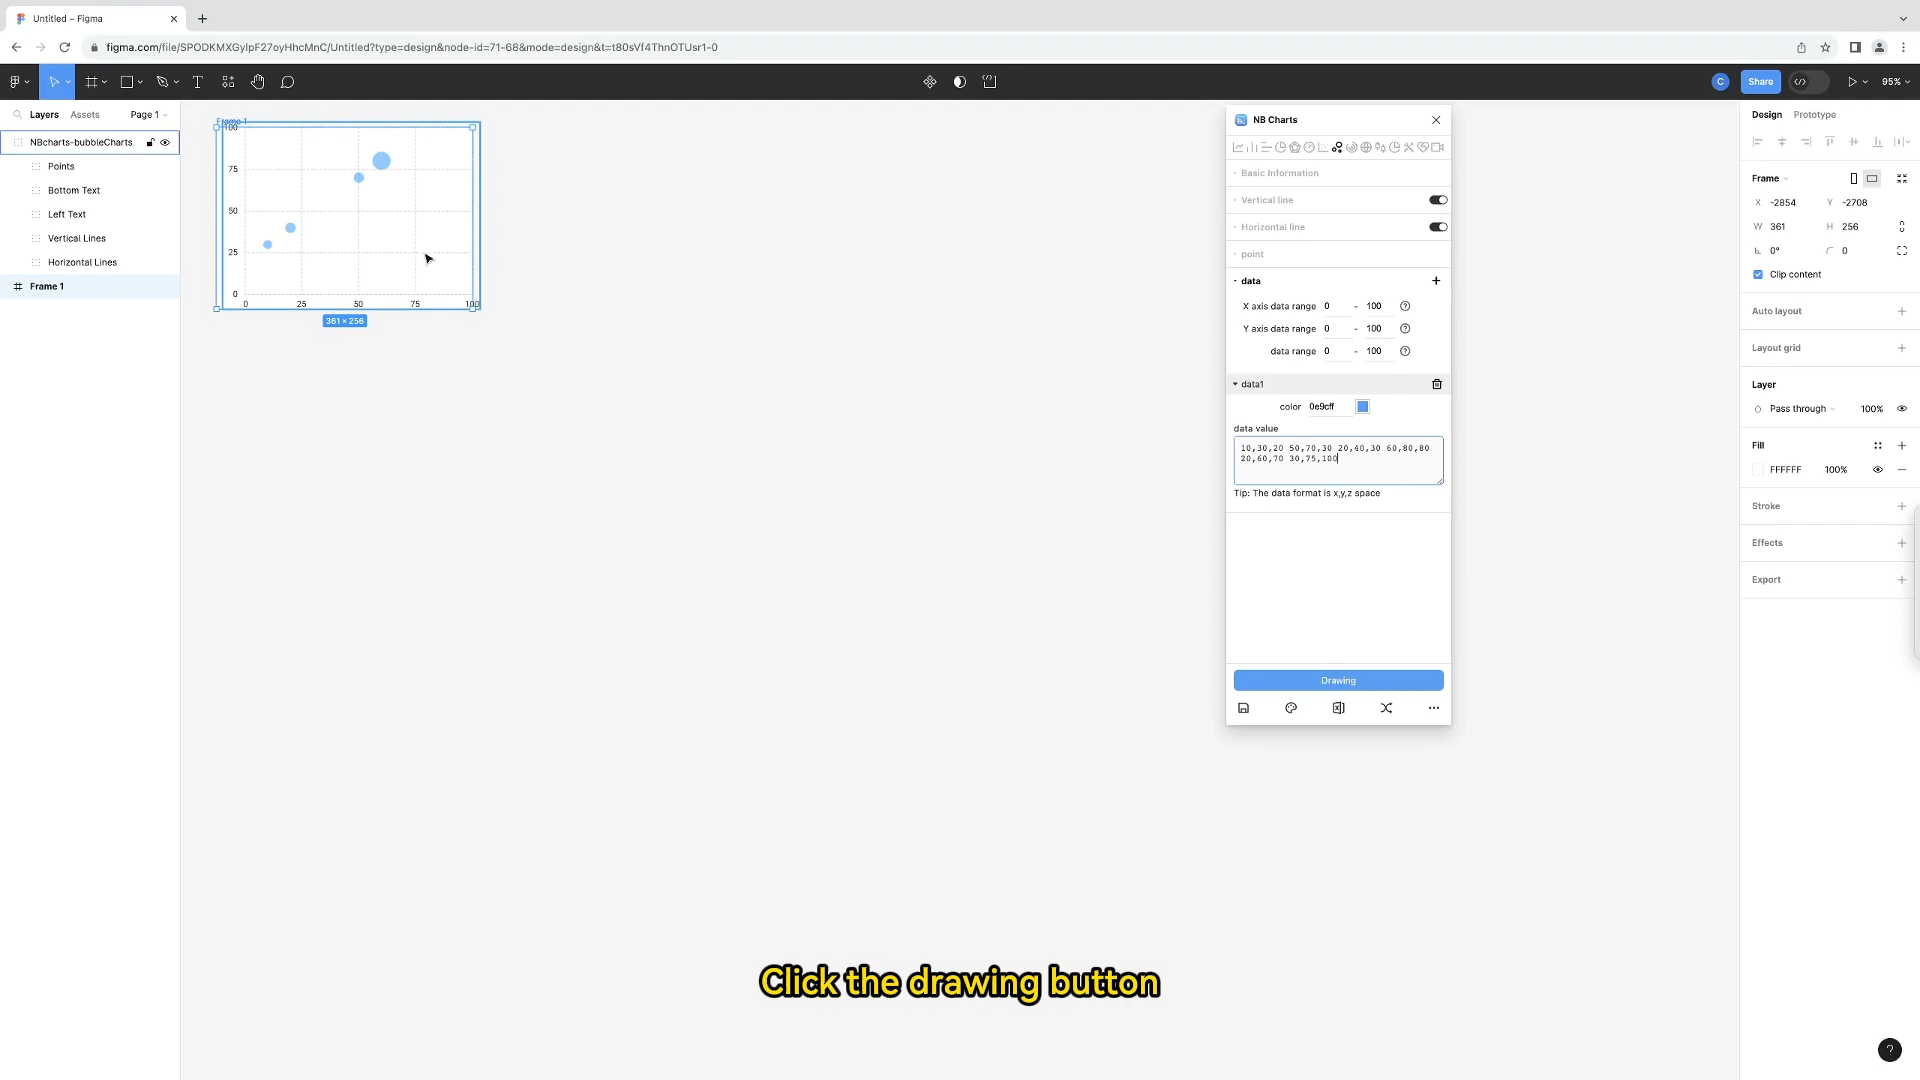 Untitled – Figma
figma.com/file/SPODKMXGylpF27oyHhcMnC/Untitled?type=design&node-id=71-68&mode=design&t=t80sVf4ThnOTUsr1-0
C
Share
95%
Layers
Assets
Page 1
NBcharts-bubbleCharts
Points
Bottom Text
Left Text
Vertical Lines
Horizontal Lines
Frame 1
Frame 1
100
75
50
25
0
0
25
50
75
100
361 × 256
NB Charts
Basic Information
Vertical line
Horizontal line
point
data
X axis data range 0 - 100
Y axis data range 0 - 100
data range 0 - 100
data1
color 0e9cff
data value
10,30,20 50,70,30 20,40,30 60,80,80
20,60,70 30,75,100
Tip: The data format is x,y,z space
Drawing
Design
Prototype
Frame
X -2854 Y -2708
W 361 H 256
0° 0
Clip content
Auto layout
Layout grid
Layer
Pass through 100%
Fill
FFFFFF 100%
Stroke
Effects
Export
Click the drawing button
?